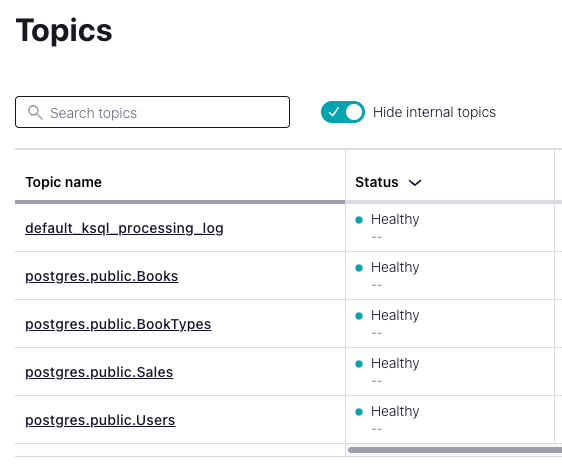 Topics
Search topics
Hide internal topics
Topic name
Status
default_ksql_processing_log
Healthy
--
postgres.public.Books
Healthy
--
postgres.public.BookTypes
Healthy
--
postgres.public.Sales
Healthy
--
postgres.public.Users
Healthy
--